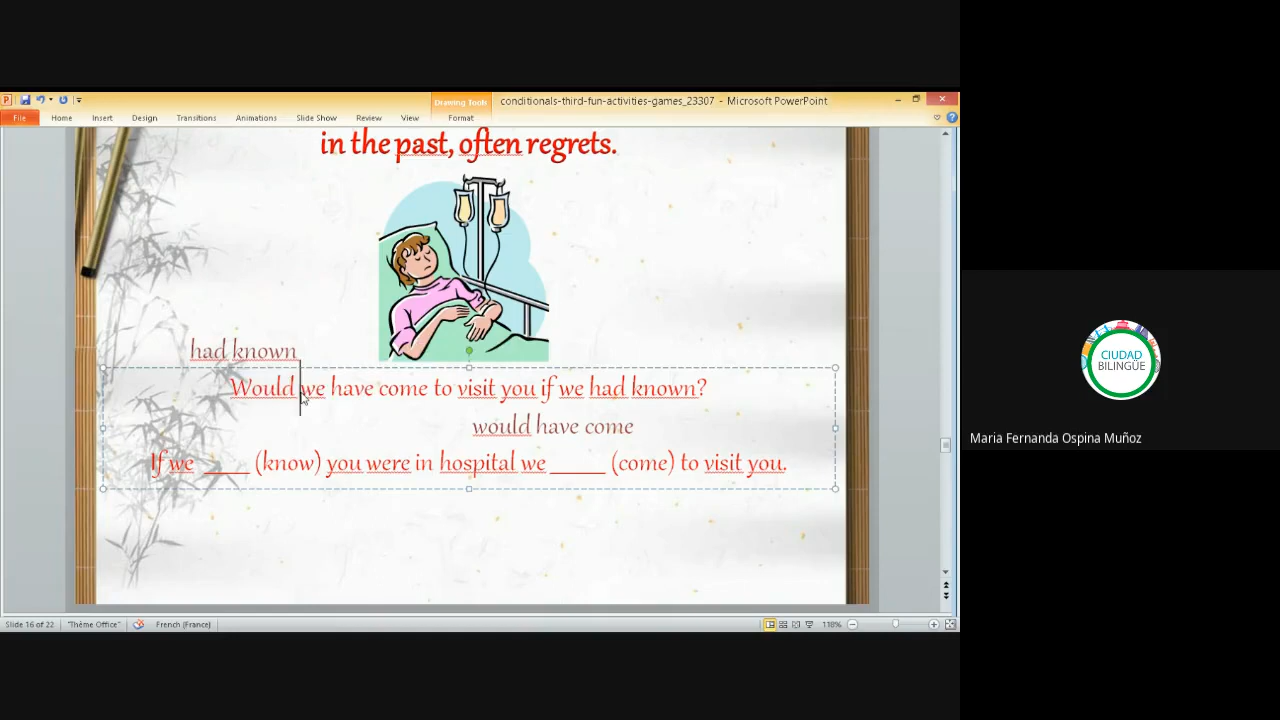 conditionals-third-fun-activities-games_23307 - Microsoft PowerPoint
Drawing Tools
File Home Insert Design Transitions Animations Slide Show Review View Format
in the past, often regrets.
had known
Would we have come to visit you if we had known?
would have come
If we ____ (know) you were in hospital we _____ (come) to visit you.
CIUDAD
BILINGÜE
Maria Fernanda Ospina Muñoz
Slide 16 of 22 "Thème Office" French (France) 118%